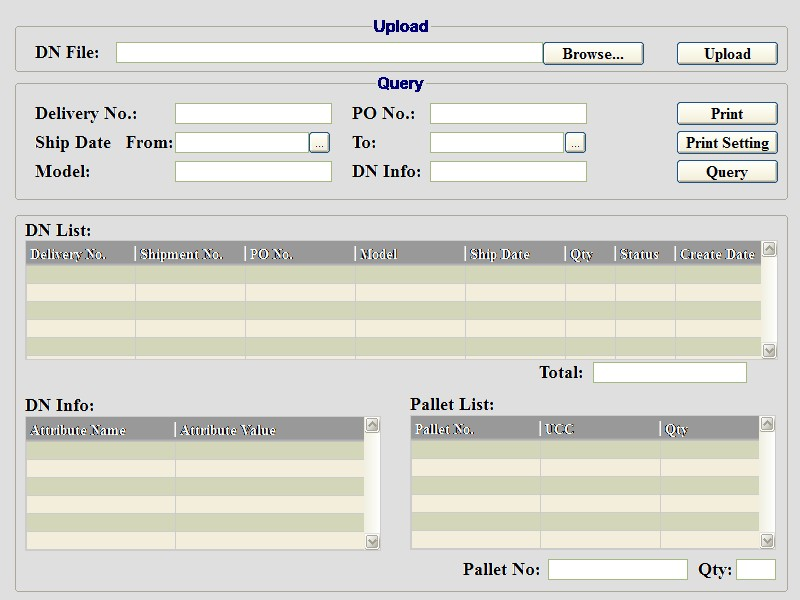 Upload
DN File: Browse... Upload
Query
Delivery No.: PO No.: Print
Ship Date From: ... To: ... Print Setting
Model: DN Info: Query
DN List:
Delivery No. Shipment No. PO No. Model Ship Date Qty Status Create Date
Total:
DN Info: Pallet List:
Attribute Name Attribute Value Pallet No. UCC Qty
Pallet No: Qty: